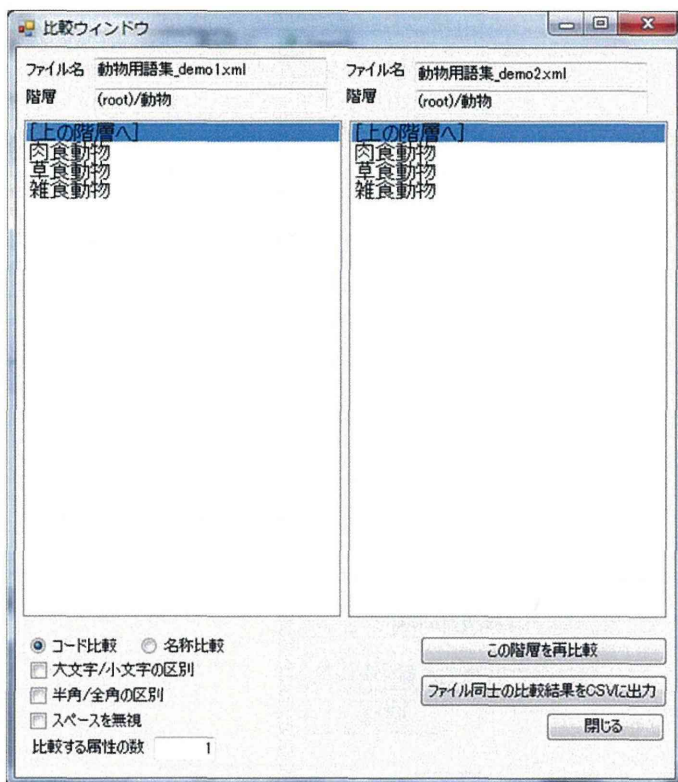 比較ウィンドウ
ファイル名 動物用語集_demo1.xml
階層 (root)/動物
[上の階層へ]
肉食動物
草食動物
雑食動物
ファイル名 動物用語集_demo2.xml
階層 (root)/動物
[上の階層へ]
肉食動物
草食動物
雑食動物
コード比較 名称比較
大文字/小文字の区別
半角/全角の区別
スペースを無視
比較する属性の数 1
この階層を再比較
ファイル同士の比較結果をCSVに出力
閉じる